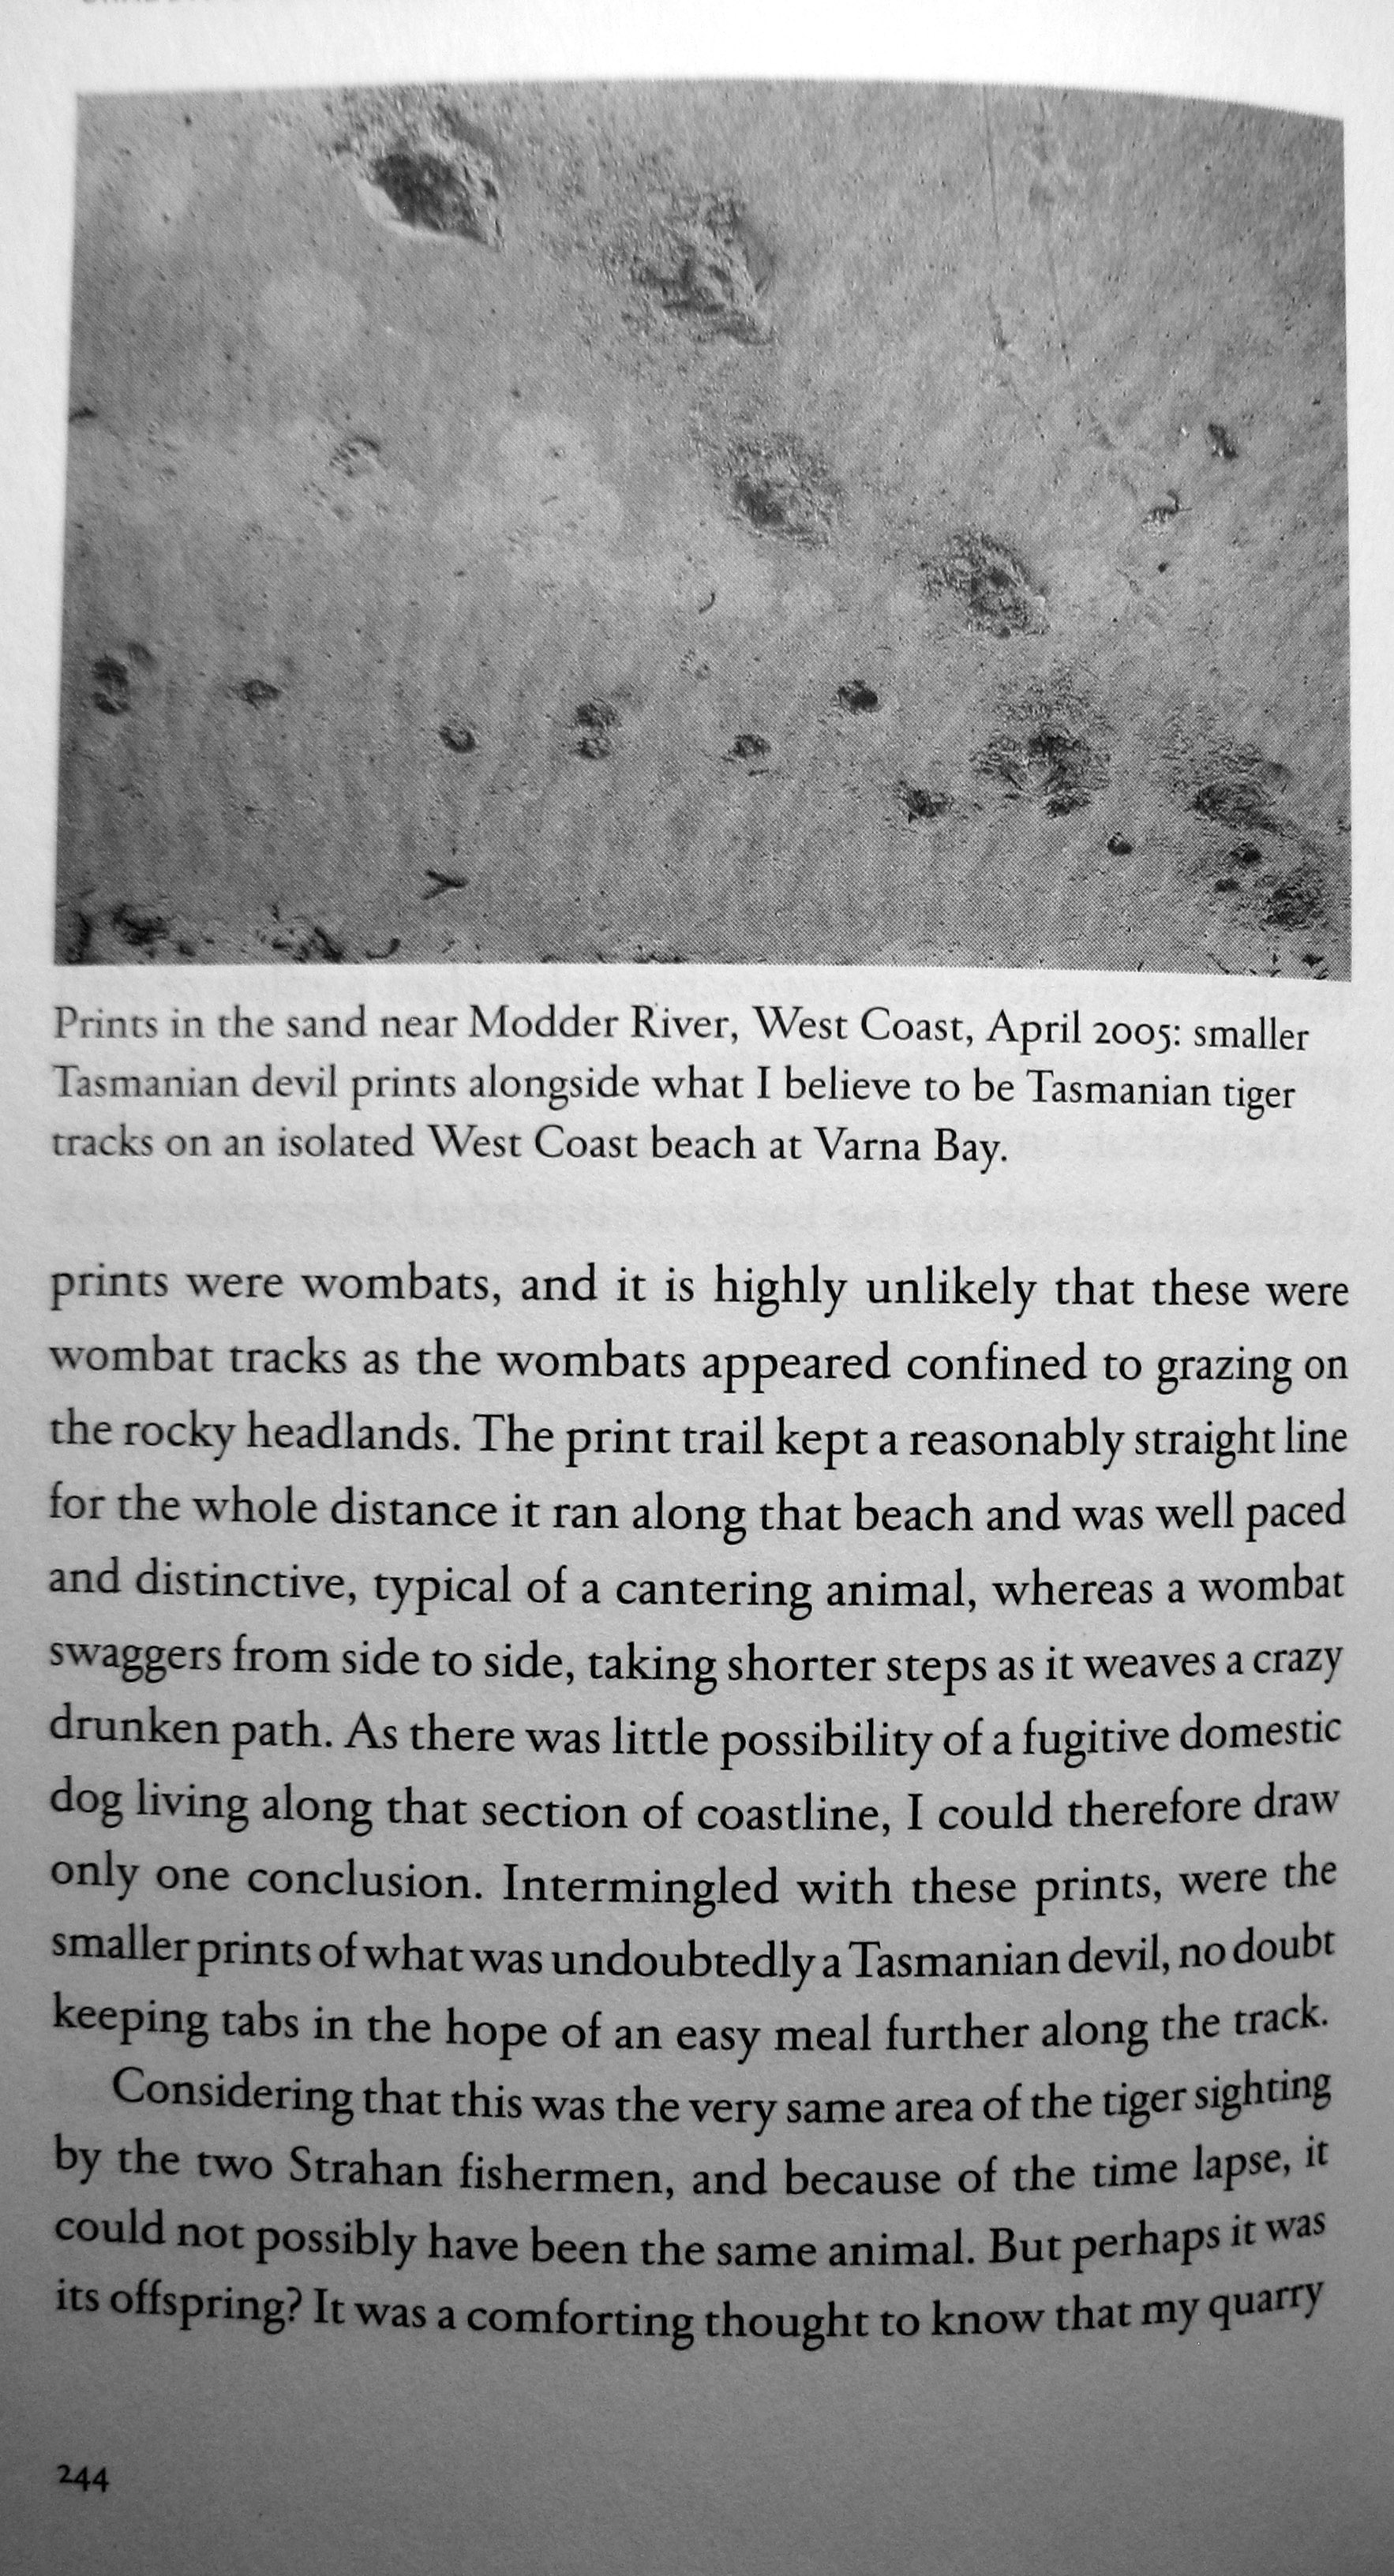 Prints in the sand near Modder River, West Coast, April 2005: smaller
Tasmanian devil prints alongside what I believe to be Tasmanian tiger
tracks on an isolated West Coast beach at Varna Bay.
prints were wombats, and it is highly unlikely that these were
wombat tracks as the wombats appeared confined to grazing on
the rocky headlands. The print trail kept a reasonably straight line
for the whole distance it ran along that beach and was well paced
and distinctive, typical of a cantering animal, whereas a wombat
swaggers from side to side, taking shorter steps as it weaves a crazy
drunken path. As there was little possibility of a fugitive domestic
dog living along that section of coastline, I could therefore draw
only one conclusion. Intermingled with these prints, were the
smaller prints of what was undoubtedly a Tasmanian devil, no doubt
keeping tabs in the hope of an easy meal further along the track.
Considering that this was the very same area of the tiger sighting
by the two Strahan fishermen, and because of the time lapse, it
could not possibly have been the same animal. But perhaps it was
its offspring? It was a comforting thought to know that my quarry
244